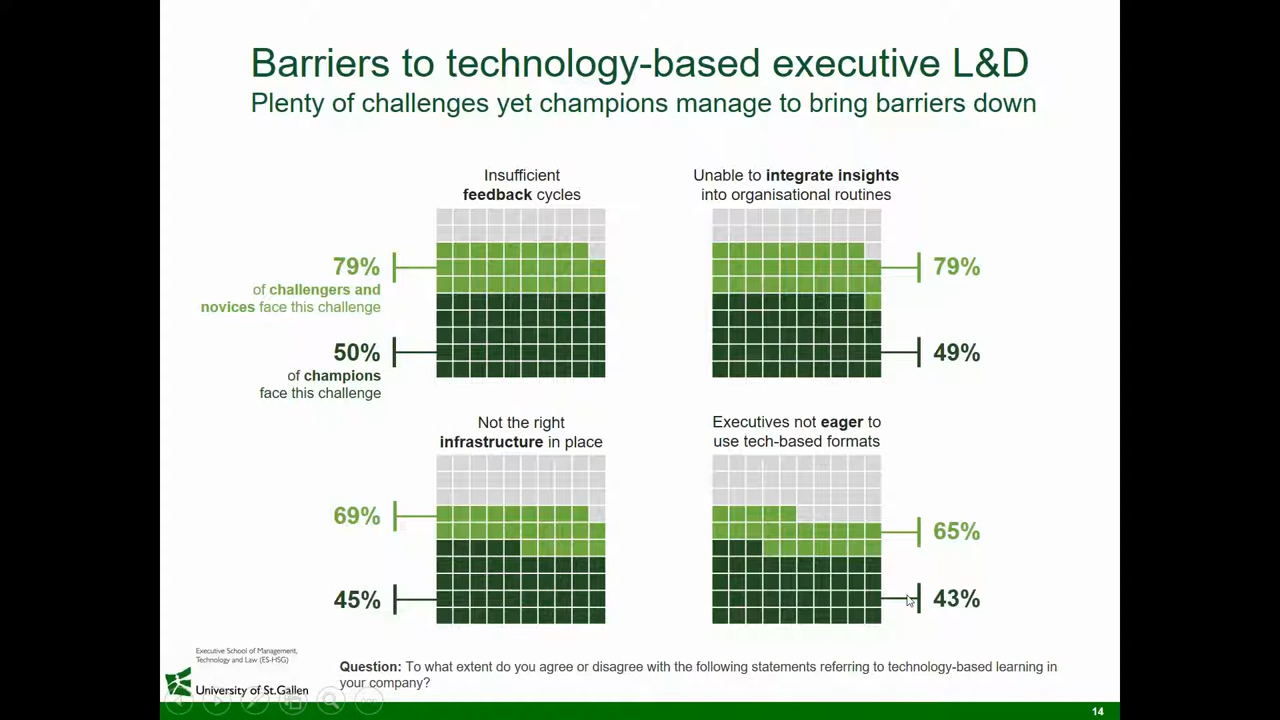 Barriers to technology-based executive L&D
Plenty of challenges yet champions manage to bring barriers down
Insufficient
feedback cycles
79%
of challengers and
novices face this challenge
50%
of champions
face this challenge
Unable to integrate insights
into organisational routines
79%
49%
Not the right
infrastructure in place
69%
45%
Executives not eager to
use tech-based formats
65%
43%
Executive School of Management,
Technology and Law (ES-HSG)
University of St.Gallen
Question: To what extent do you agree or disagree with the following statements referring to technology-based learning in
your company?
14